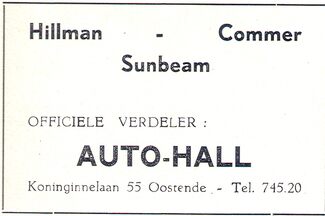 Hillman - Commer
Sunbeam
OFFICIELE VERDELER :
AUTO-HALL
Koninginnelaan 55 Oostende - Tel. 745.20